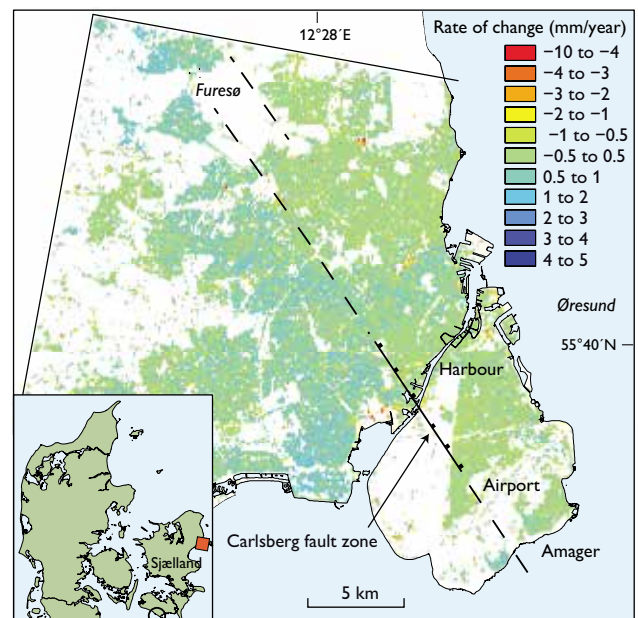 12°28´E
Rate of change (mm/year)
−10 to −4
−4 to −3
−3 to −2
−2 to −1
−1 to −0.5
−0.5 to 0.5
0.5 to 1
1 to 2
2 to 3
3 to 4
4 to 5
Furesø
Øresund
55°40´N
Harbour
Airport
Carlsberg fault zone
Amager
Sjælland
5 km